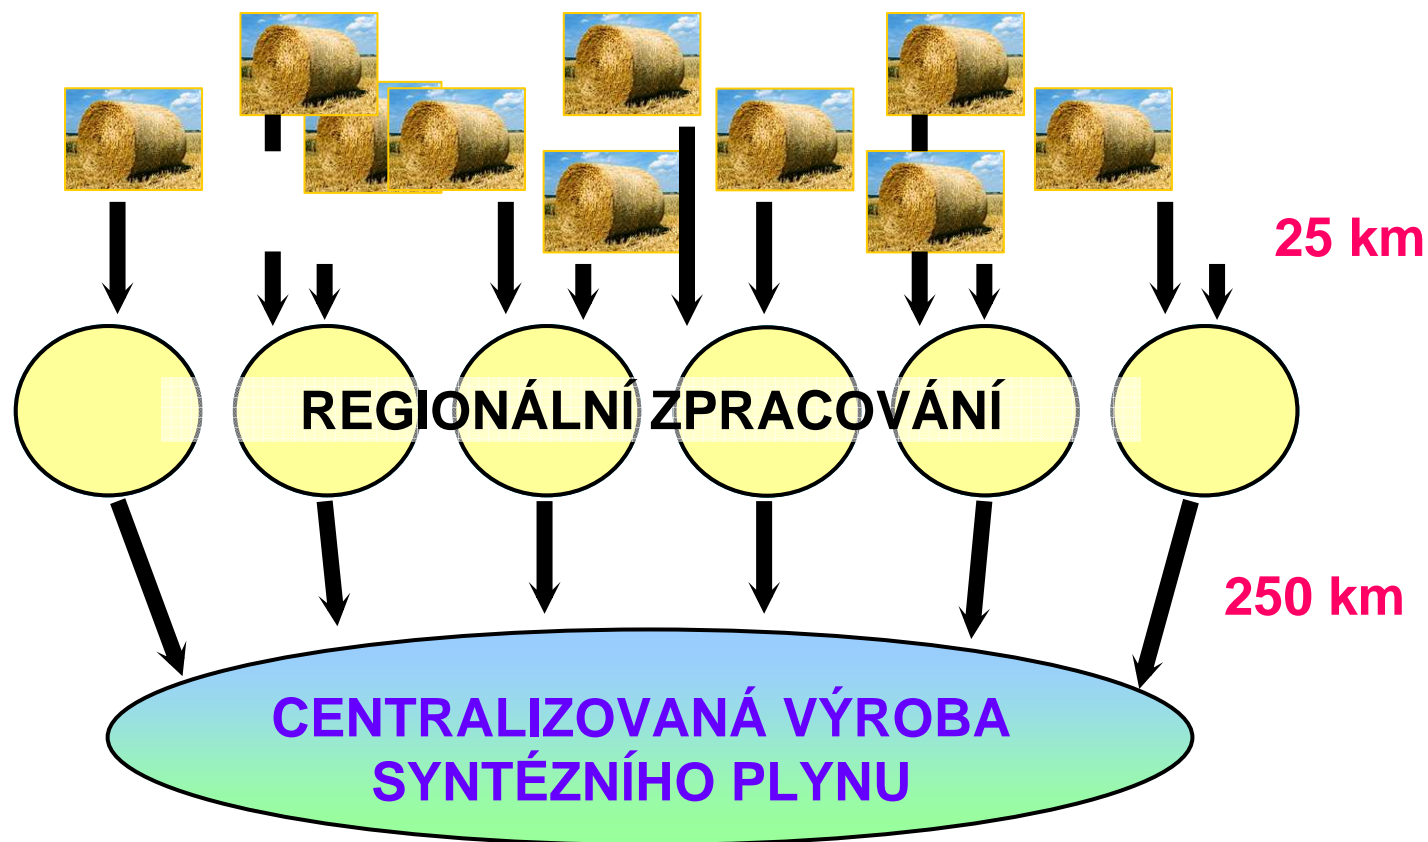 25 km
REGIONÁLNÍ ZPRACOVÁNÍ
250 km
CENTRALIZOVANÁ VÝROBA
SYNTÉZNÍHO PLYNU